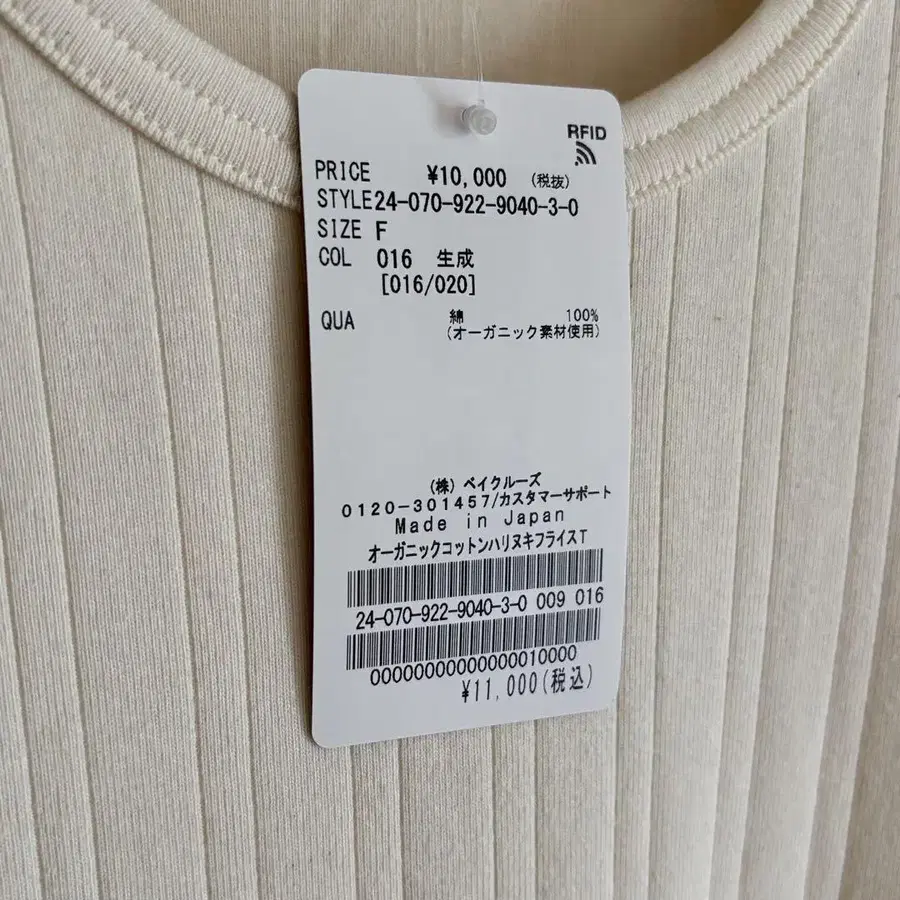 RFID
PRICE ¥10,000 (税抜)
STYLE 24-070-922-9040-3-0
SIZE F
COL 016 生成
[016/020]
QUA 綿 100%
(オーガニック素材使用)
(株) ベイクルーズ
0120-301457/カスタマーサポート
Made in Japan
オーガニックコットンハリヌキフライスT
24-070-922-9040-3-0 009 016
00000000000000010000
¥11,000(税込)